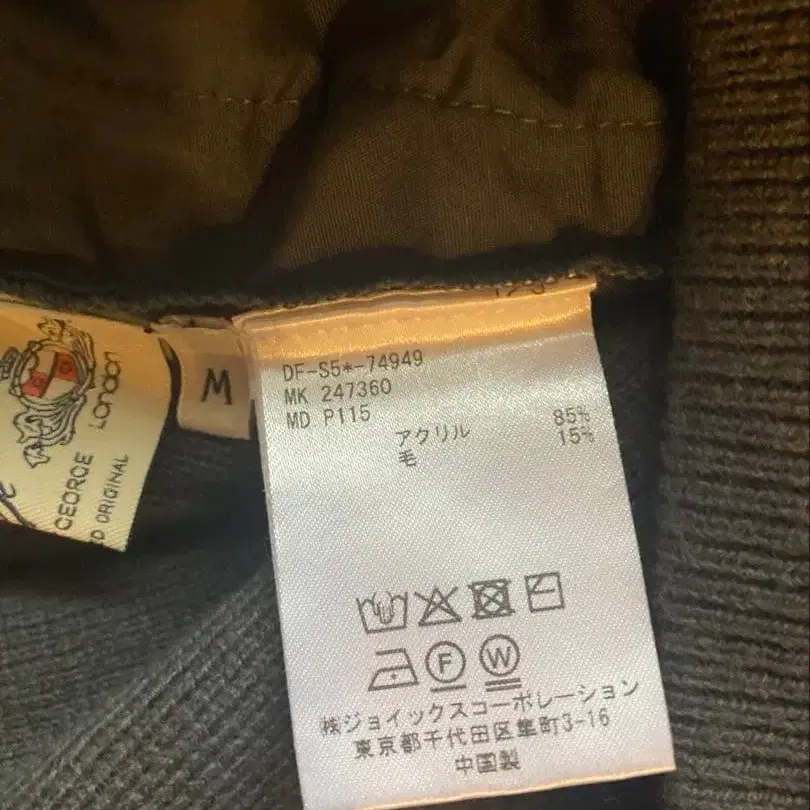 London
GEORGE
D ORIGINAL
M
DF-S5*-74949
MK 247360
MD P115
アクリル 85%
毛 15%
F W
㈱ジョイックスコーポレーション
東京都千代田区隼町3-16
中国製